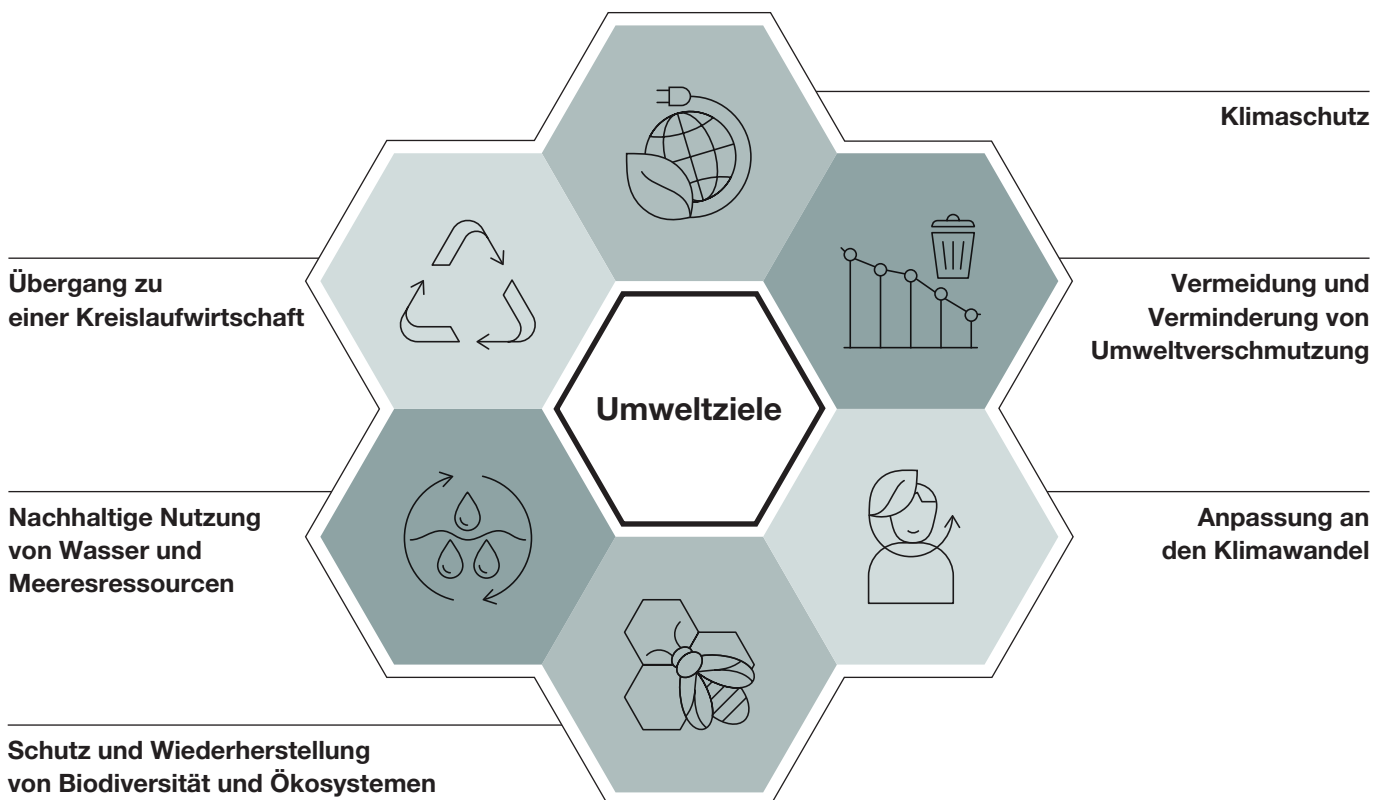 Klimaschutz
Übergang zu
einer Kreislaufwirtschaft
Vermeidung und
Verminderung von
Umweltverschmutzung
Umweltziele
Nachhaltige Nutzung
von Wasser und
Meeresressourcen
Anpassung an
den Klimawandel
Schutz und Wiederherstellung
von Biodiversität und Ökosystemen